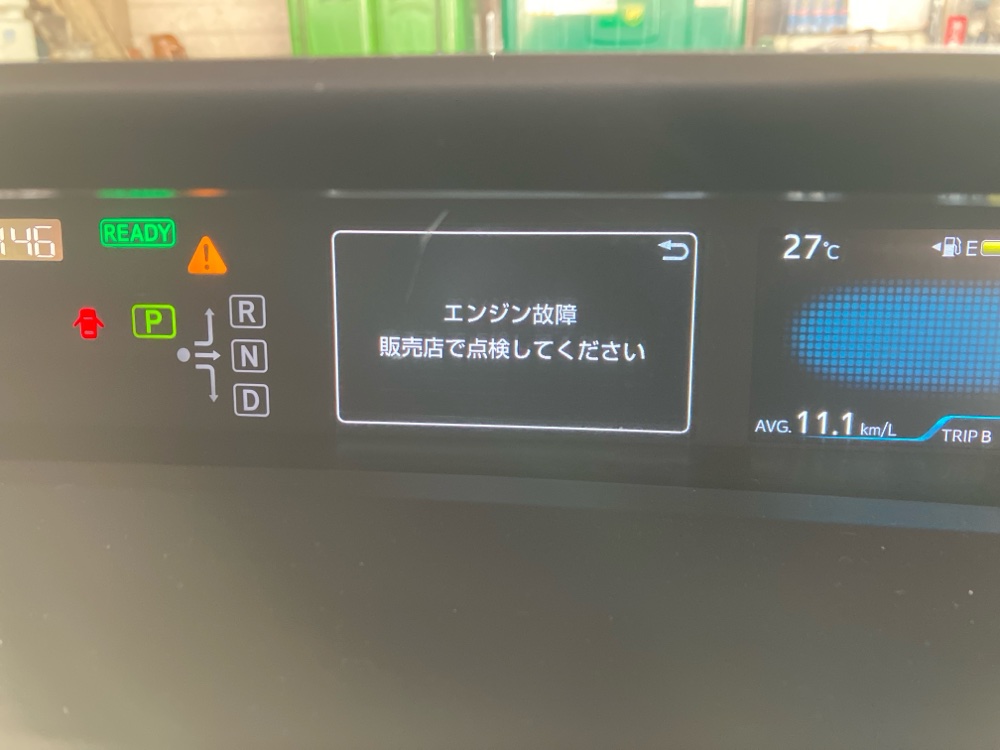 146
READY
P
R
N
D
エンジン故障
販売店で点検してください
27℃
E
AVG. 11.1 km/L
TRIP B